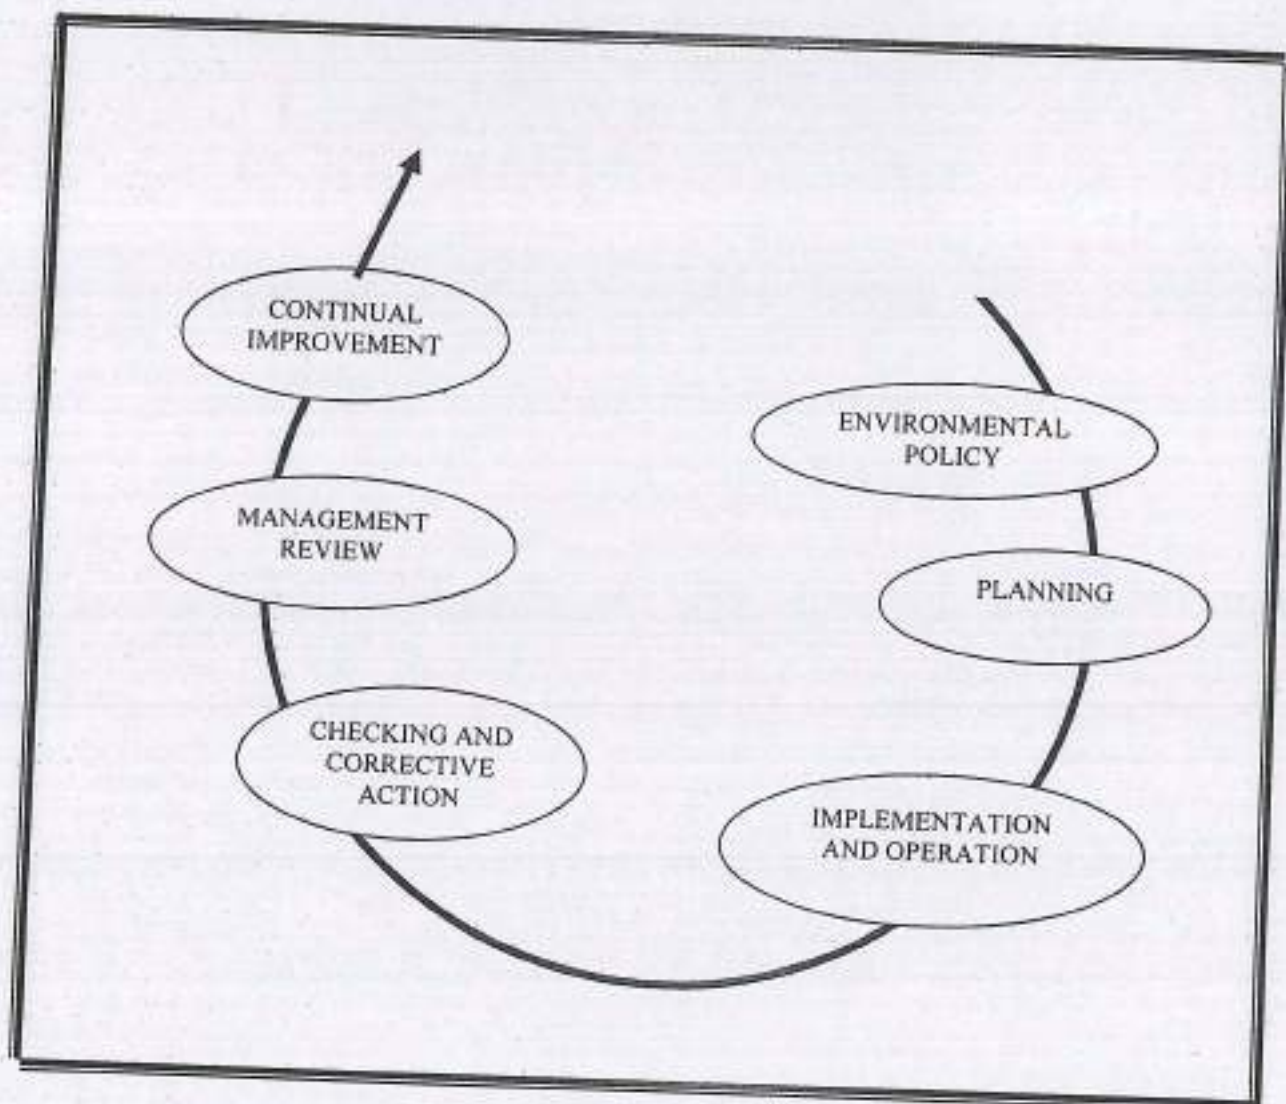 ENVIRONMENTAL
POLICY
PLANNING
IMPLEMENTATION
AND OPERATION
CHECKING AND
CORRECTIVE
ACTION
MANAGEMENT
REVIEW
CONTINUAL
IMPROVEMENT